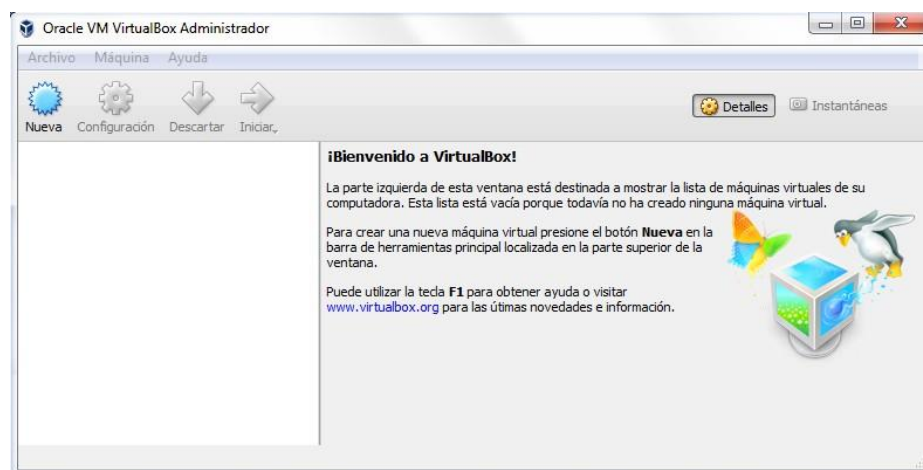 Oracle VM VirtualBox Administrador
Archivo Máquina Ayuda
Nueva Configuración Descartar Iniciar
Detalles Instantáneas
¡Bienvenido a VirtualBox!
La parte izquierda de esta ventana está destinada a mostrar la lista de máquinas virtuales de su
computadora. Esta lista está vacía porque todavía no ha creado ninguna máquina virtual.
Para crear una nueva máquina virtual presione el botón Nueva en la
barra de herramientas principal localizada en la parte superior de la
ventana.
Puede utilizar la tecla F1 para obtener ayuda o visitar
www.virtualbox.org para las útimas novedades e información.